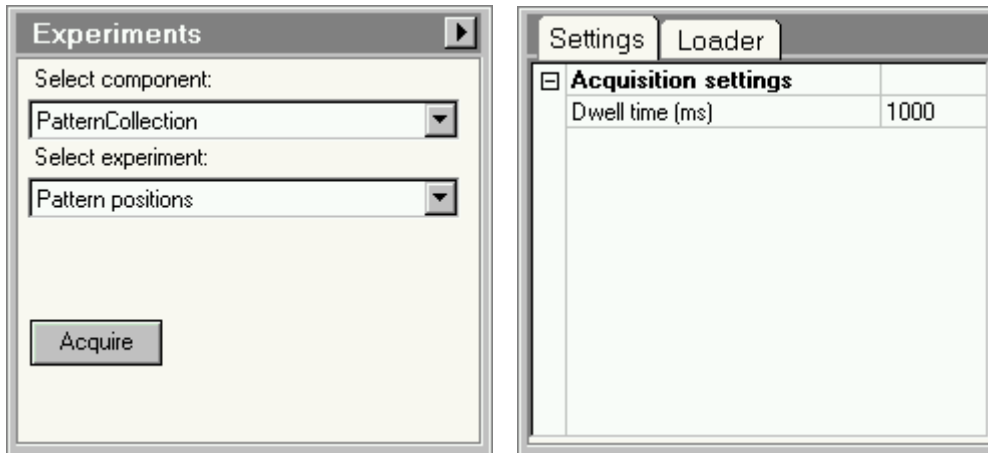 Experiments
Select component:
PatternCollection
Select experiment:
Pattern positions
Acquire
Settings Loader
Acquisition settings
Dwell time (ms) 1000